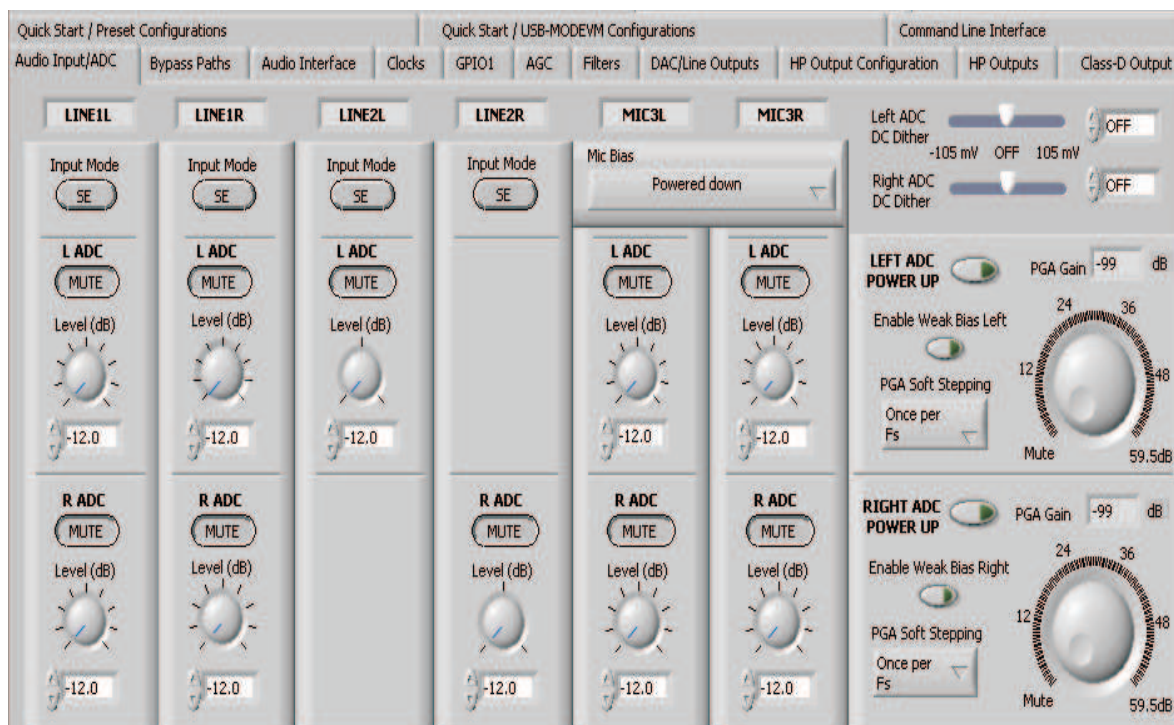 Quick Start / Preset Configurations
Quick Start / USB-MODEVM Configurations
Command Line Interface
Audio Input/ADC
Bypass Paths
Audio Interface
Clocks
GPIO1
AGC
Filters
DAC/Line Outputs
HP Output Configuration
HP Outputs
Class-D Output
LINE1L
LINE1R
LINE2L
LINE2R
MIC3L
MIC3R
Input Mode
SE
Input Mode
SE
Input Mode
SE
Input Mode
SE
Mic Bias
Powered down
L ADC
MUTE
Level (dB)
-12.0
L ADC
MUTE
Level (dB)
-12.0
L ADC
MUTE
Level (dB)
-12.0
L ADC
MUTE
Level (dB)
-12.0
L ADC
MUTE
Level (dB)
-12.0
R ADC
MUTE
Level (dB)
-12.0
R ADC
MUTE
Level (dB)
-12.0
R ADC
MUTE
Level (dB)
-12.0
R ADC
MUTE
Level (dB)
-12.0
R ADC
MUTE
Level (dB)
-12.0
Left ADC
DC Dither
-105 mV OFF 105 mV
OFF
Right ADC
DC Dither
OFF
LEFT ADC
POWER UP
PGA Gain -99 dB
Enable Weak Bias Left
PGA Soft Stepping
Once per
Fs
24
36
12
48
Mute
59.5dB
RIGHT ADC
POWER UP
PGA Gain -99 dB
Enable Weak Bias Right
PGA Soft Stepping
Once per
Fs
24
36
12
48
Mute
59.5dB